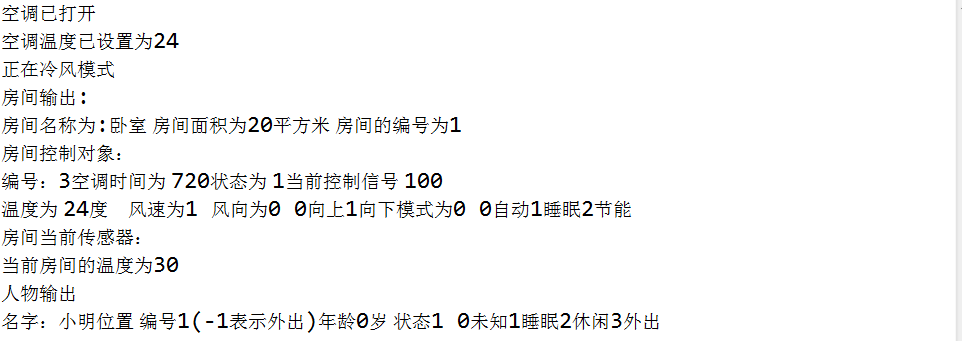 空调已打开
空调温度已设置为24
正在冷风模式
房间输出:
房间名称为:卧室 房间面积为20平方米 房间的编号为1
房间控制对象：
编号：3空调时间为 720状态为 1当前控制信号 100
温度为 24度  风速为1 风向为0 0向上1向下模式为0 0自动1睡眠2节能
房间当前传感器：
当前房间的温度为30
人物输出
名字：小明位置 编号1(-1表示外出)年龄0岁 状态1 0未知1睡眠2休闲3外出